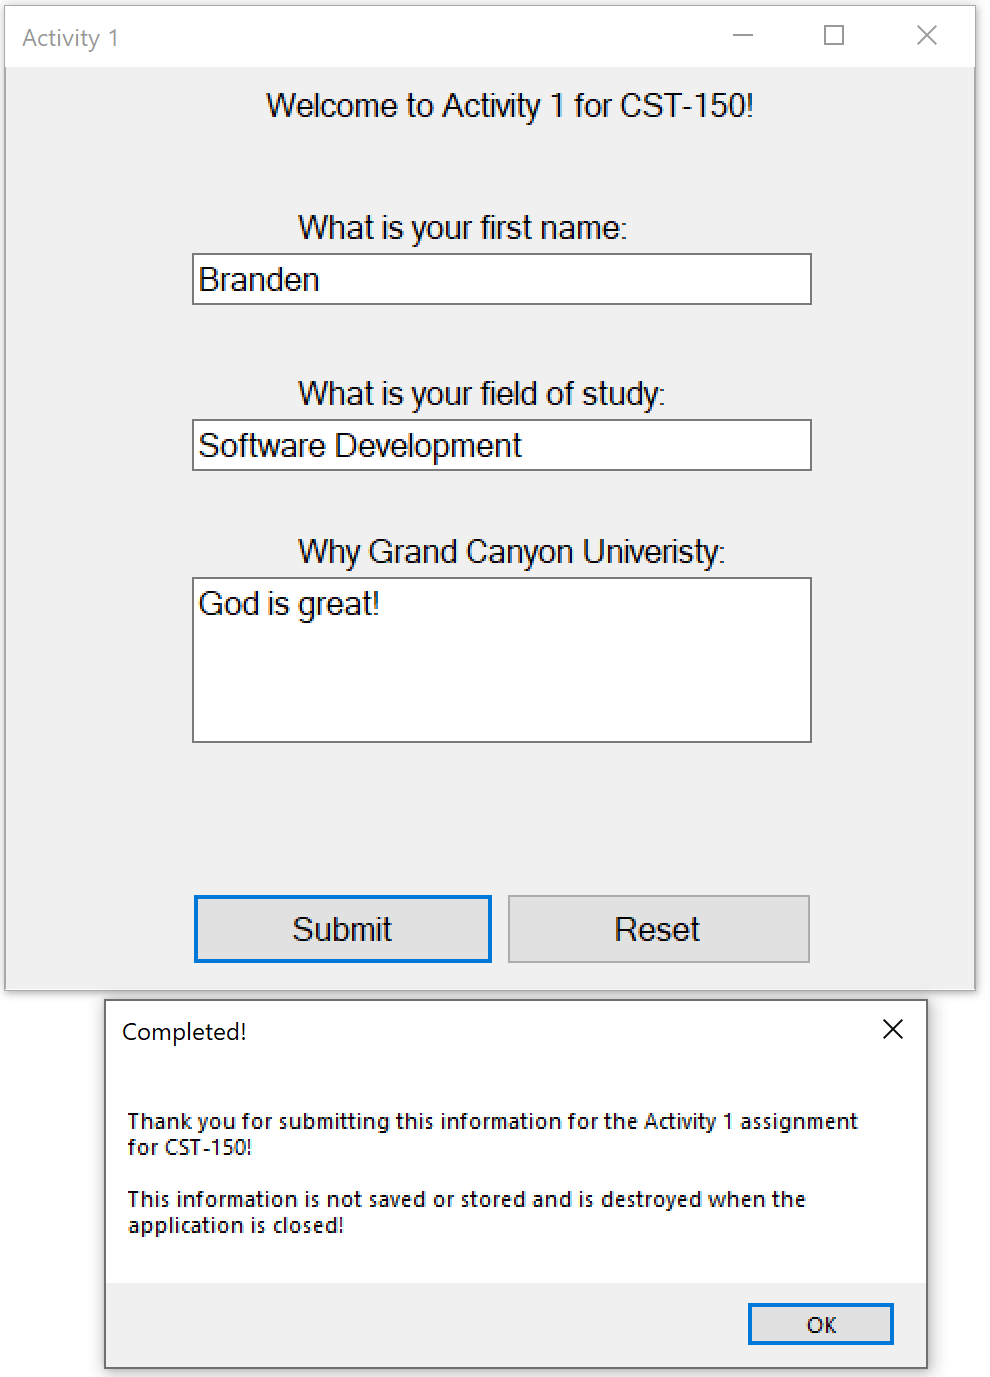 Activity 1
Welcome to Activity 1 for CST-150!
What is your first name:
Branden
What is your field of study:
Software Development
Why Grand Canyon Univeristy:
God is great!
Submit
Reset
Completed!
Thank you for submitting this information for the Activity 1 assignment
for CST-150!
This information is not saved or stored and is destroyed when the
application is closed!
OK